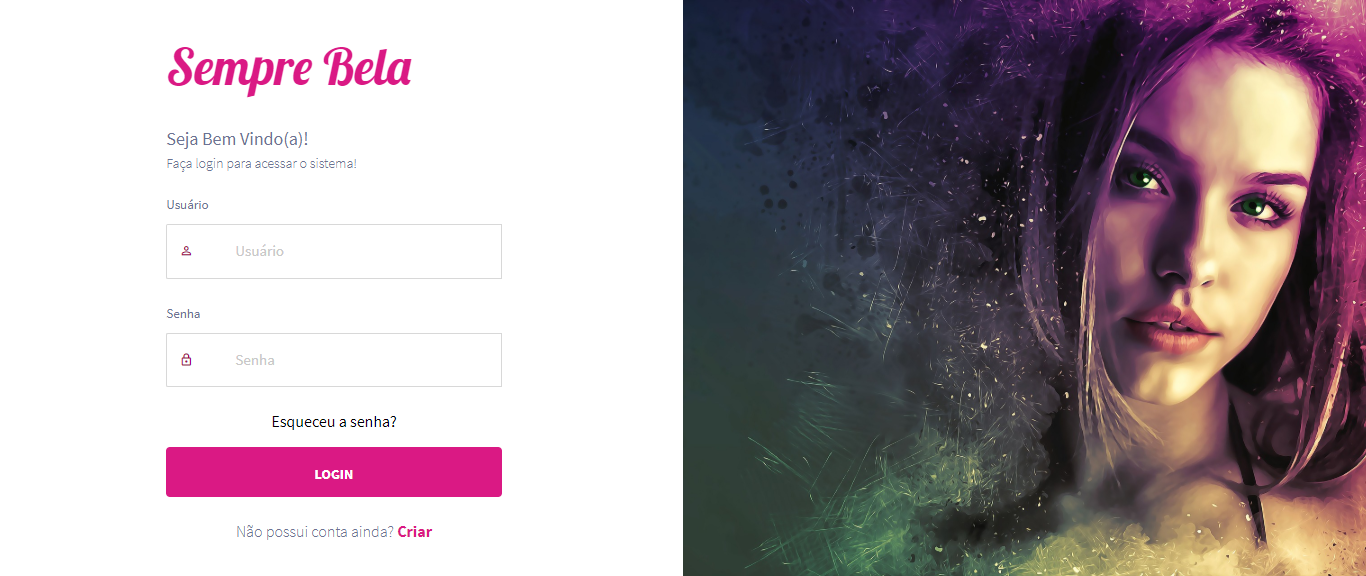 Sempre Bela
Seja Bem Vindo(a)!
Faça login para acessar o sistema!
Usuário
Usuário
Senha
Senha
Esqueceu a senha?
LOGIN
Não possui conta ainda? Criar